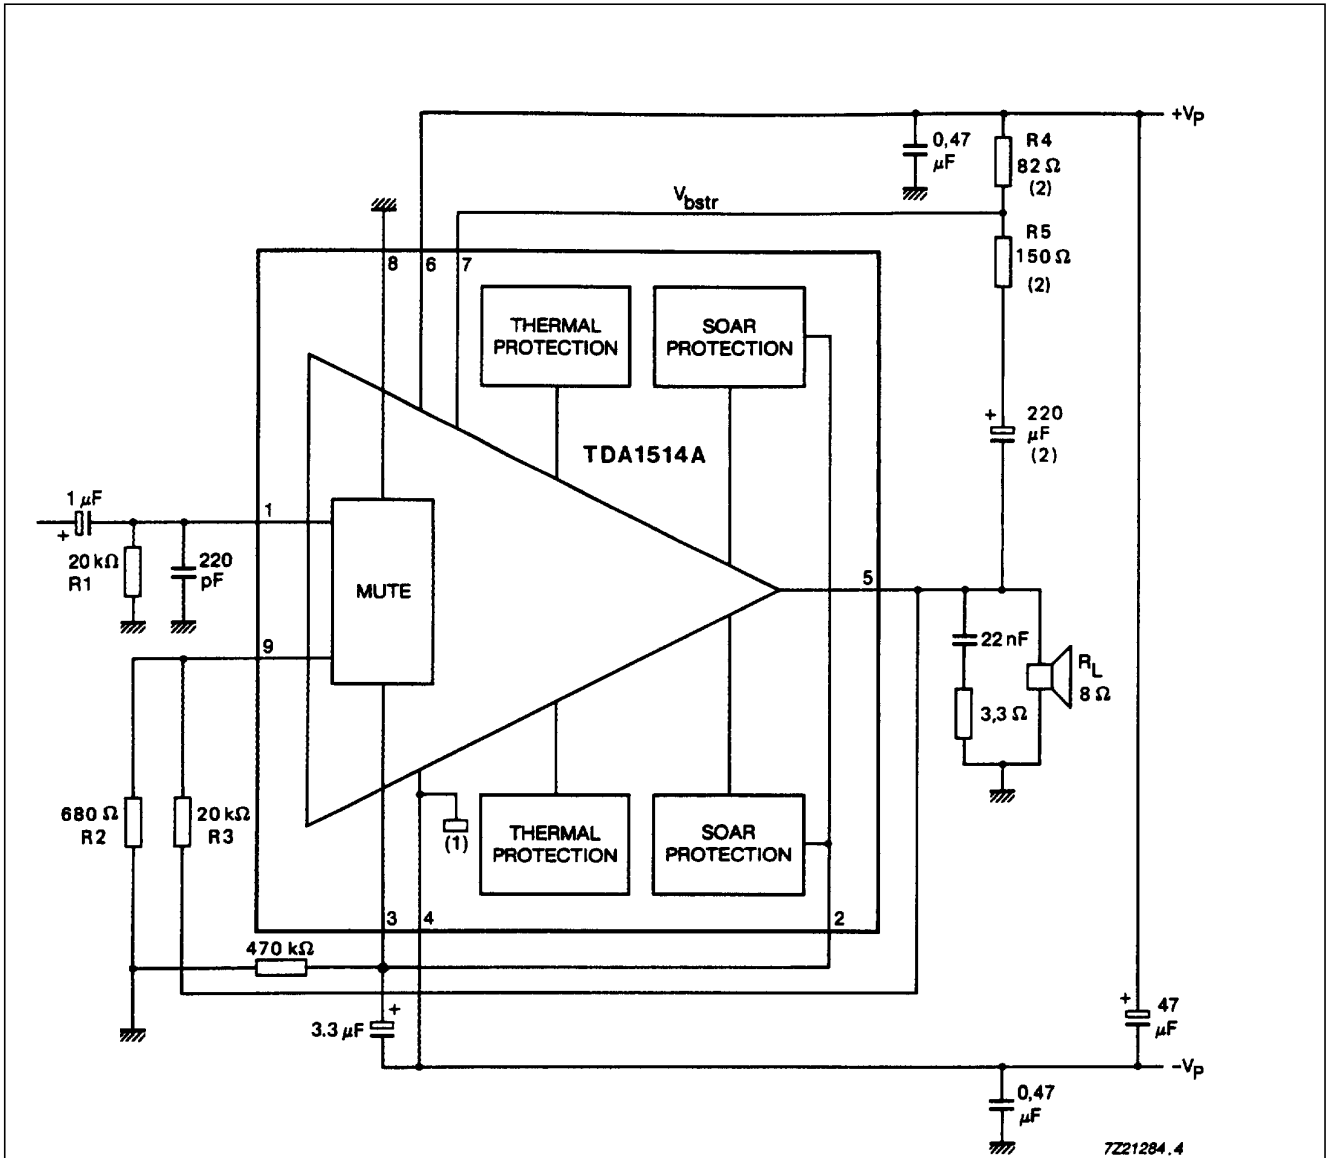 +VP
0,47
µF
R4
82 Ω
(2)
Vbstr
R5
150 Ω
(2)
8
6
7
THERMAL
PROTECTION
SOAR
PROTECTION
220
µF
(2)
+
TDA1514A
1 µF
+
1
20 kΩ
R1
220
pF
MUTE
5
9
22 nF
RL
8 Ω
3,3 Ω
680 Ω
R2
20 kΩ
R3
(1)
THERMAL
PROTECTION
SOAR
PROTECTION
3
4
2
470 kΩ
+
3.3 µF
+
47
µF
−VP
0,47
µF
7Z21284.4